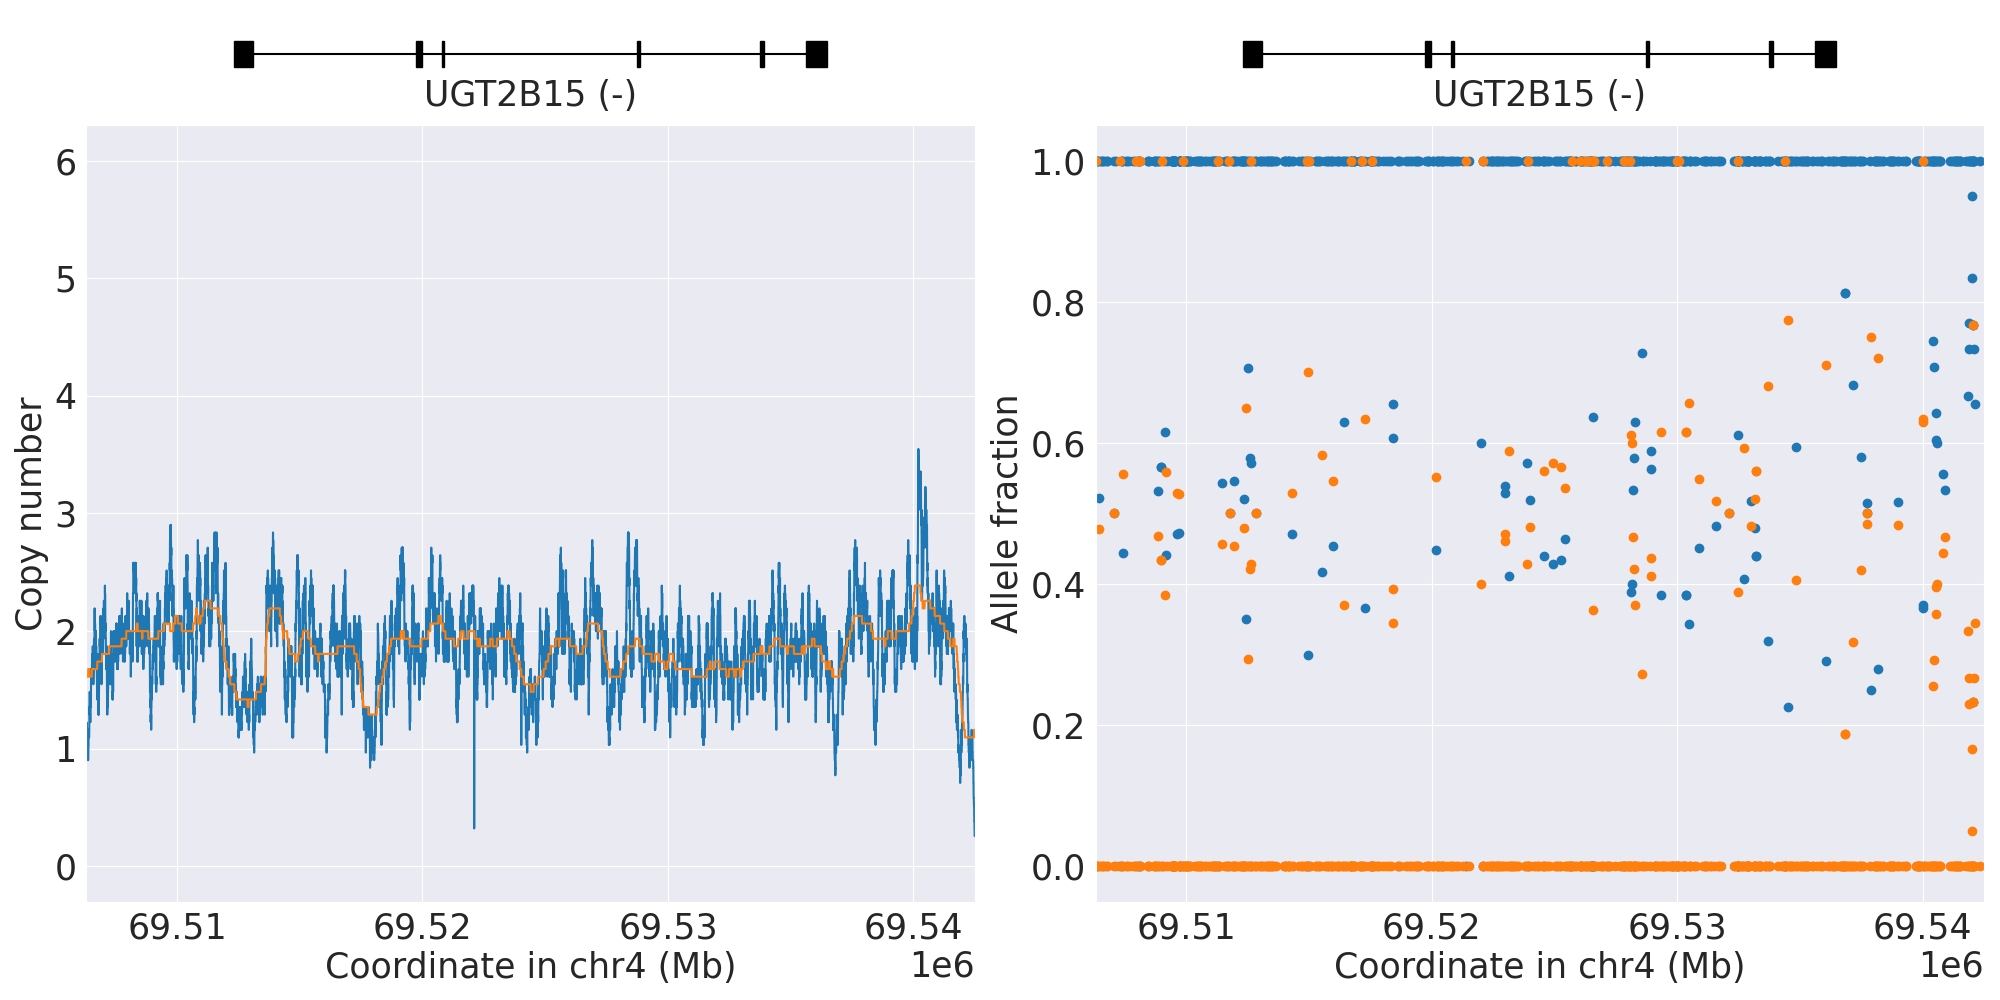 UGT2B15 (-)
6
5
4
3
2
1
0
Copy number
69.51 69.52 69.53 69.54
Coordinate in chr4 (Mb)
1e6
UGT2B15 (-)
1.0
0.8
0.6
0.4
0.2
0.0
Allele fraction
69.51 69.52 69.53 69.54
Coordinate in chr4 (Mb)
1e6